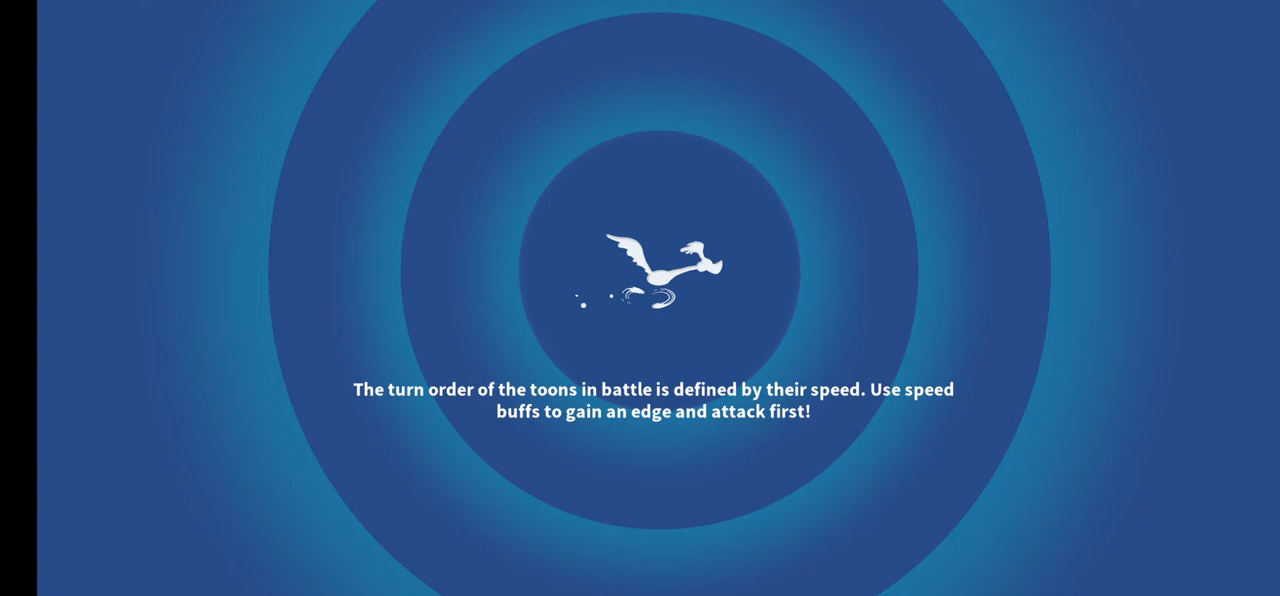 The turn order of the toons in battle is defined by their speed. Use speed
buffs to gain an edge and attack first!